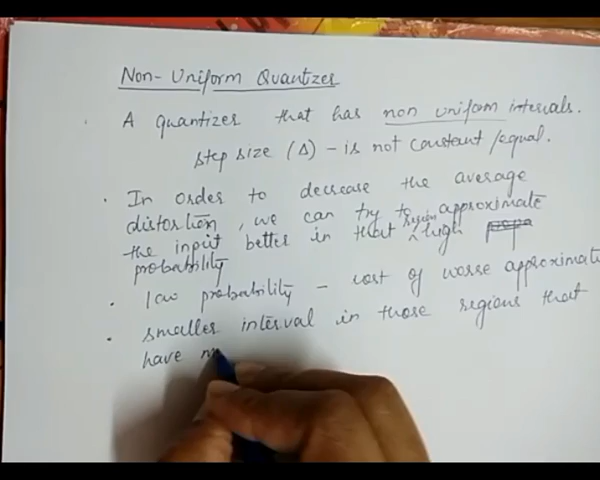 Non-Uniform Quantzer
A quantizer that has non uniform intervals.
step size (Δ) - is not constant/equal.
· In order to decrease the average
distortion, we can try to approximate
the input better in that region high
probability
· low probability - cost of worse approximati
· smaller interval in those regions that
have m